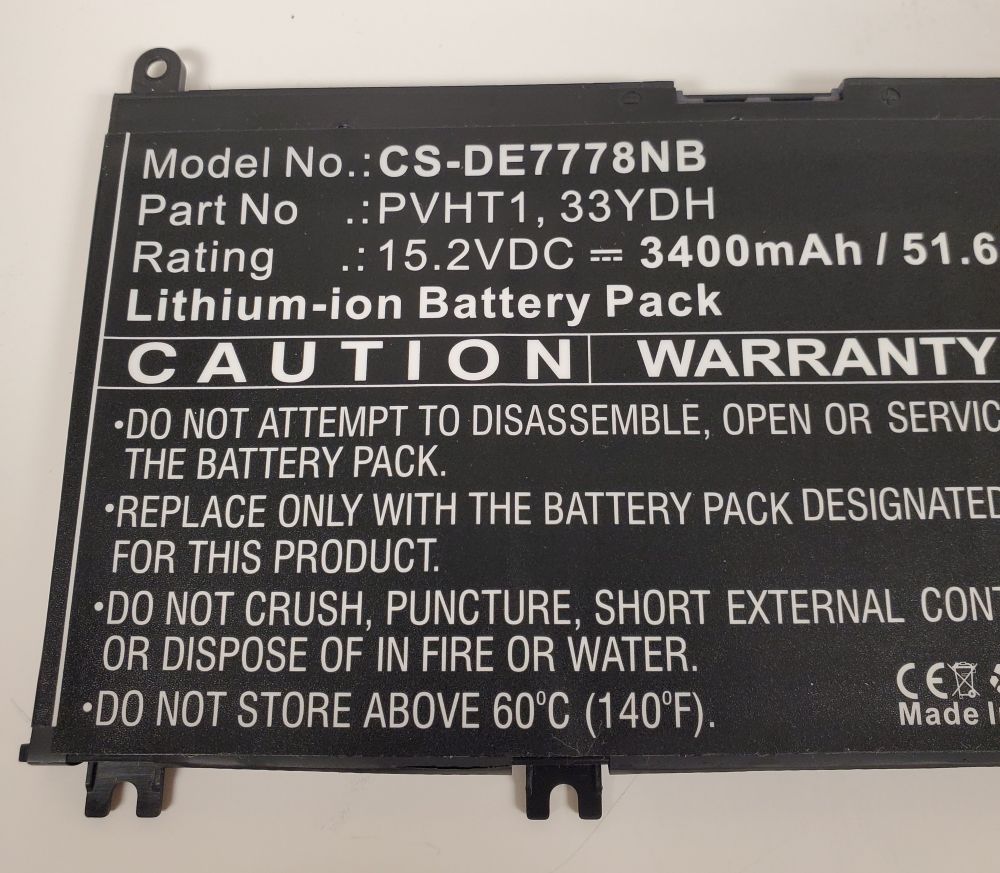 Model No.:CS-DE7778NB
Part No .:PVHT1, 33YDH
Rating .:15.2VDC ⎓ 3400mAh / 51.6
Lithium-ion Battery Pack
CAUTION WARRANTY
•DO NOT ATTEMPT TO DISASSEMBLE, OPEN OR SERVIC
THE BATTERY PACK.
•REPLACE ONLY WITH THE BATTERY PACK DESIGNATED
FOR THIS PRODUCT.
•DO NOT CRUSH, PUNCTURE, SHORT EXTERNAL CONT
OR DISPOSE OF IN FIRE OR WATER.
•DO NOT STORE ABOVE 60°C (140°F).
CE
Made I